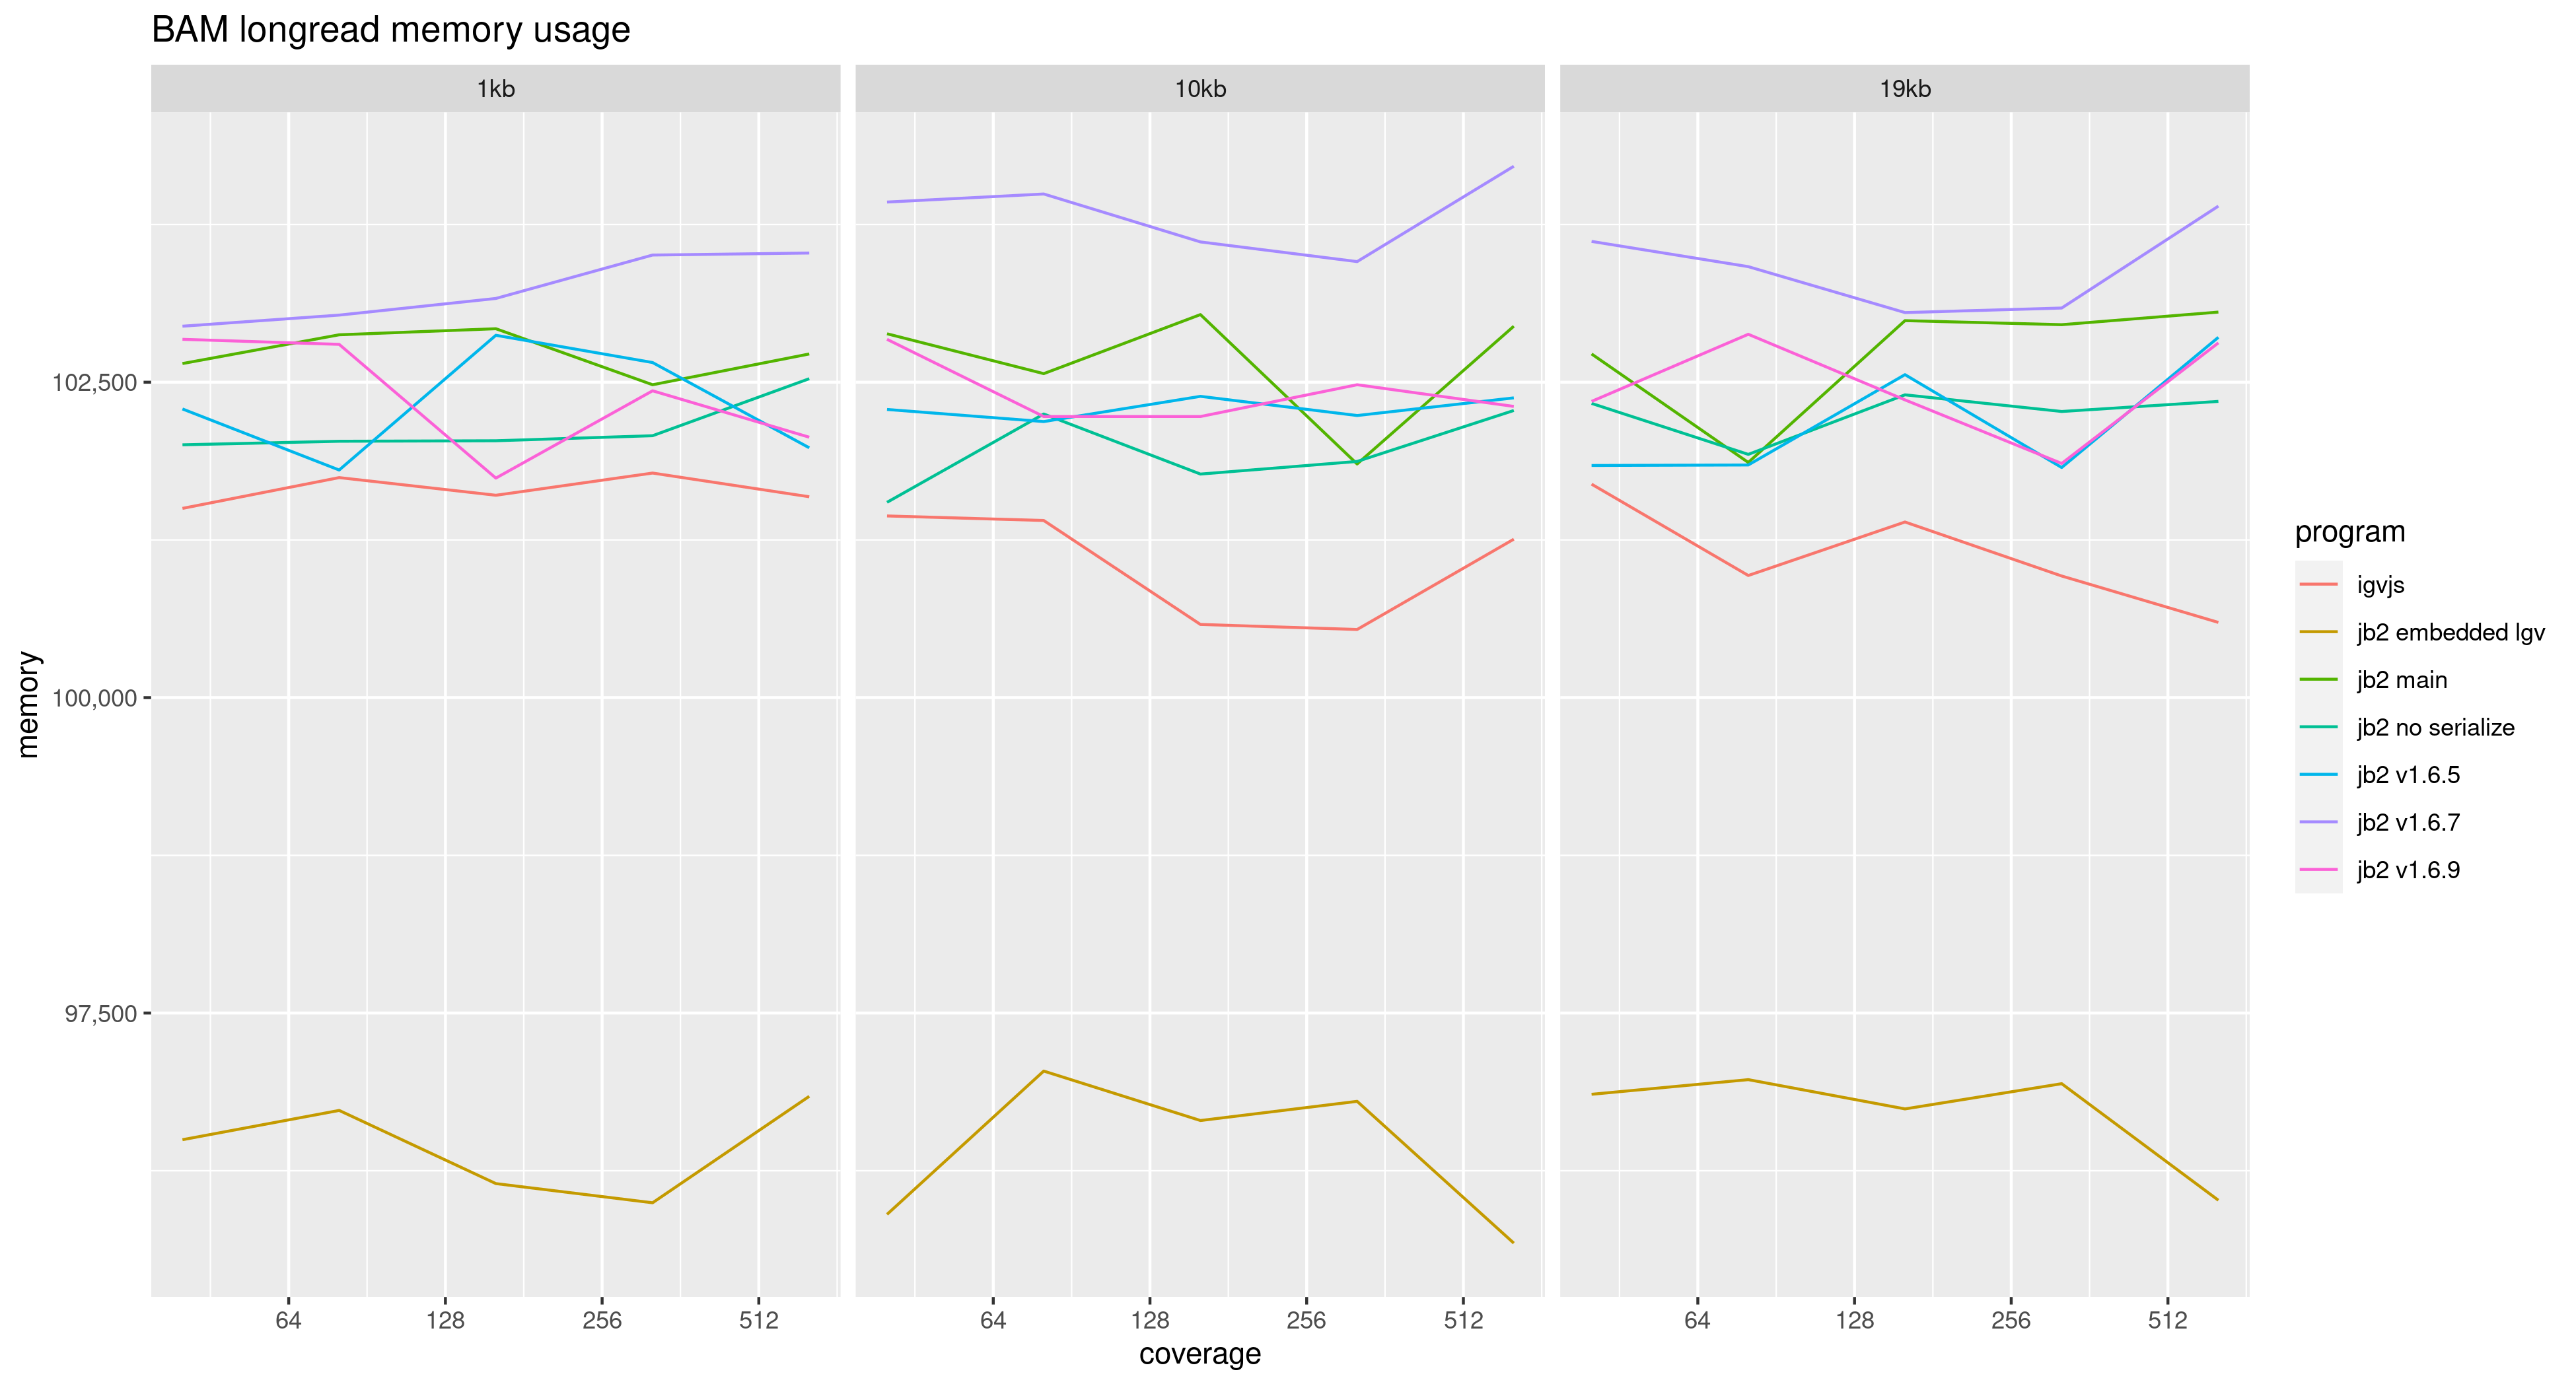 BAM longread memory usage
1kb
10kb
19kb
memory
102,500
100,000
97,500
64 128 256 512
64 128 256 512
64 128 256 512
coverage
program
igvjs
jb2 embedded lgv
jb2 main
jb2 no serialize
jb2 v1.6.5
jb2 v1.6.7
jb2 v1.6.9